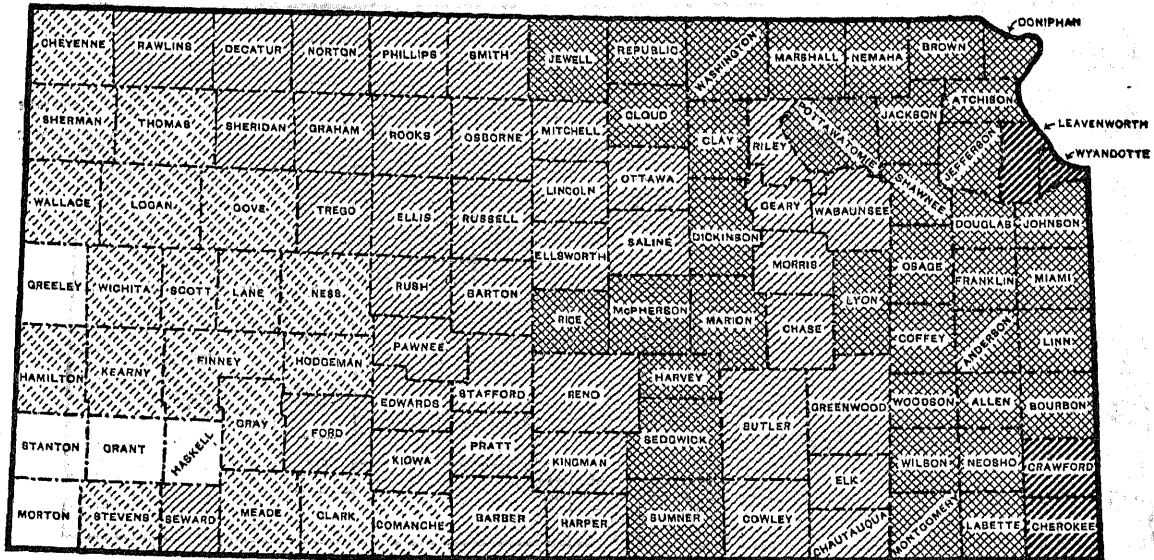 DONIPHAN
CHEYENNE RAWLINS DECATUR NORTON PHILLIPS SMITH JEWELL REPUBLIC WASHINGTON MARSHALL NEMAHA BROWN
ATCHISON
SHERMAN THOMAS SHERIDAN GRAHAM ROOKS OSBORNE MITCHELL CLOUD CLAY RILEY POTTAWATOMIE JACKSON JEFFERSON LEAVENWORTH
WYANDOTTE
WALLACE LOGAN GOVE TREGO ELLIS RUSSELL LINCOLN OTTAWA GEARY WABAUNSEE SHAWNEE DOUGLAS JOHNSON
ELLSWORTH SALINE DICKINSON MORRIS OSAGE FRANKLIN MIAMI
GREELEY WICHITA SCOTT LANE NESS RUSH BARTON RICE McPHERSON MARION CHASE LYON COFFEY ANDERSON LINN
HAMILTON KEARNY FINNEY HODGEMAN PAWNEE STAFFORD RENO HARVEY BUTLER GREENWOOD WOODSON ALLEN BOURBON
STANTON GRANT HASKELL GRAY FORD EDWARDS KIOWA PRATT KINGMAN SEDGWICK ELK WILSON NEOSHO CRAWFORD
MORTON STEVENS SEWARD MEADE CLARK COMANCHE BARBER HARPER SUMNER COWLEY CHAUTAUQUA MONTGOMERY LABETTE CHEROKEE